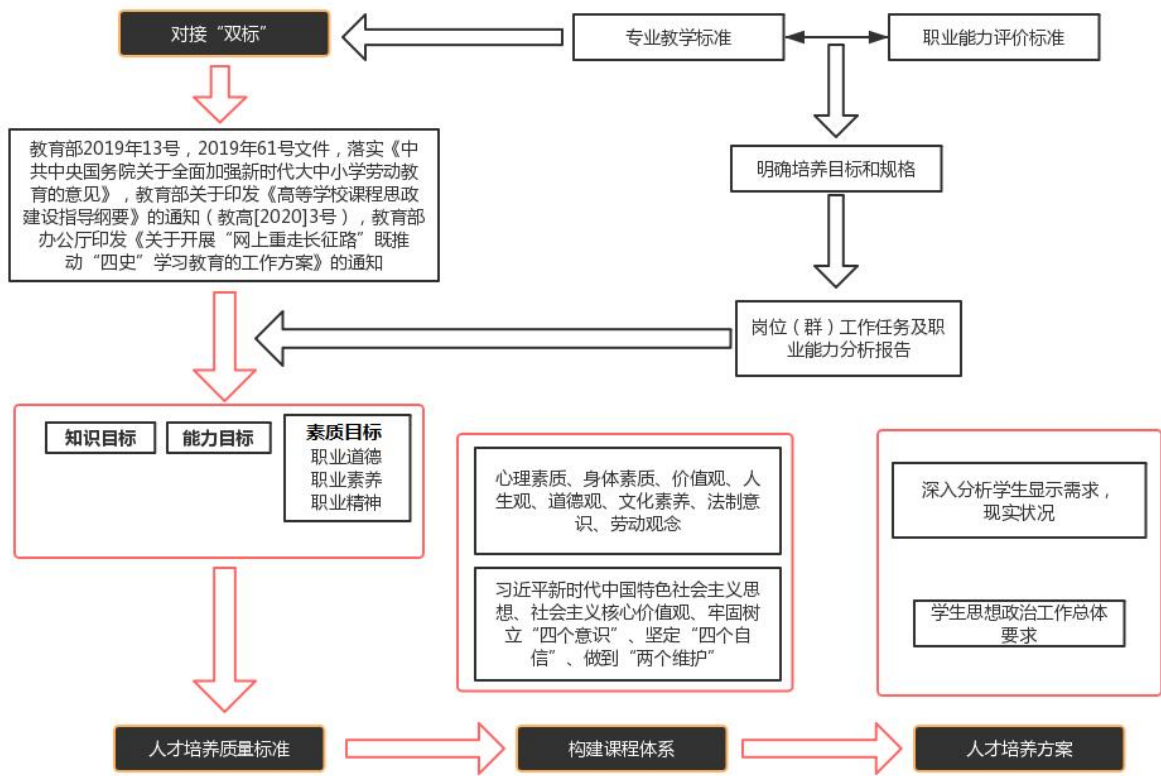 对接“双标”
专业教学标准
职业能力评价标准
教育部2019年13号，2019年61号文件，落实《中
共中央国务院关于全面加强新时代大中小学劳动教
育的意见》，教育部关于印发《高等学校课程思政
建设指导纲要》的通知（教高[2020]3号），教育部
办公厅印发《关于开展“网上重走长征路”既推
动“四史”学习教育的工作方案》的通知
明确培养目标和规格
岗位（群）工作任务及职
业能力分析报告
知识目标
能力目标
素质目标
职业道德
职业素养
职业精神
心理素质、身体素质、价值观、人
生观、道德观、文化素养、法制意
识、劳动观念
习近平新时代中国特色社会主义思
想、社会主义核心价值观、牢固树
立“四个意识”、坚定“四个自
信”、做到“两个维护”
深入分析学生显示需求，
现实状况
学生思想政治工作总体
要求
人才培养质量标准
构建课程体系
人才培养方案